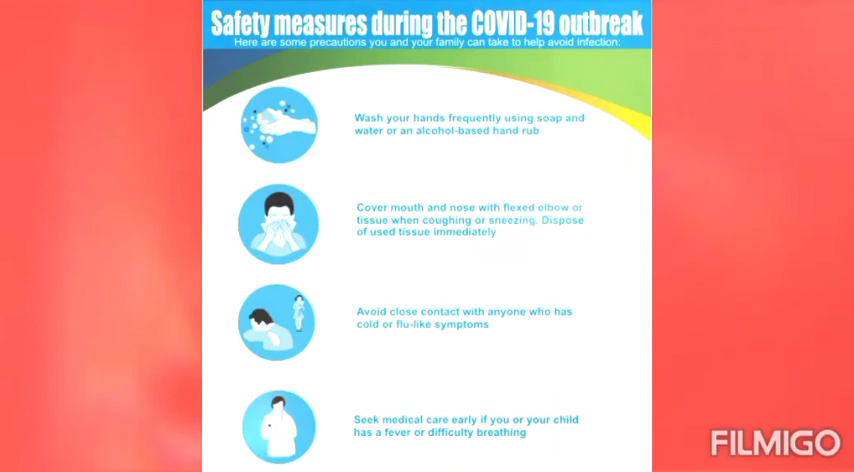 Safety measures during the COVID-19 outbreak
Here are some precautions you and your family can take to help avoid infection:
Wash your hands frequently using soap and
water or an alcohol-based hand rub
Cover mouth and nose with flexed elbow or
tissue when coughing or sneezing. Dispose
of used tissue immediately
Avoid close contact with anyone who has
cold or flu-like symptoms
Seek medical care early if you or your child
has a fever or difficulty breathing
FILMIGO